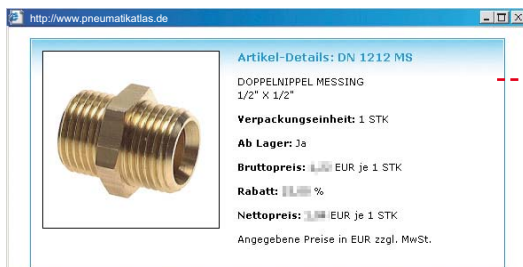 http://www.pneumatikatlas.de
Artikel-Details: DN 1212 MS
DOPPELNIPPEL MESSING
1/2" X 1/2"
Verpackungseinheit: 1 STK
Ab Lager: Ja
Bruttopreis: EUR je 1 STK
Rabatt: %
Nettopreis: EUR je 1 STK
Angegebene Preise in EUR zzgl. MwSt.